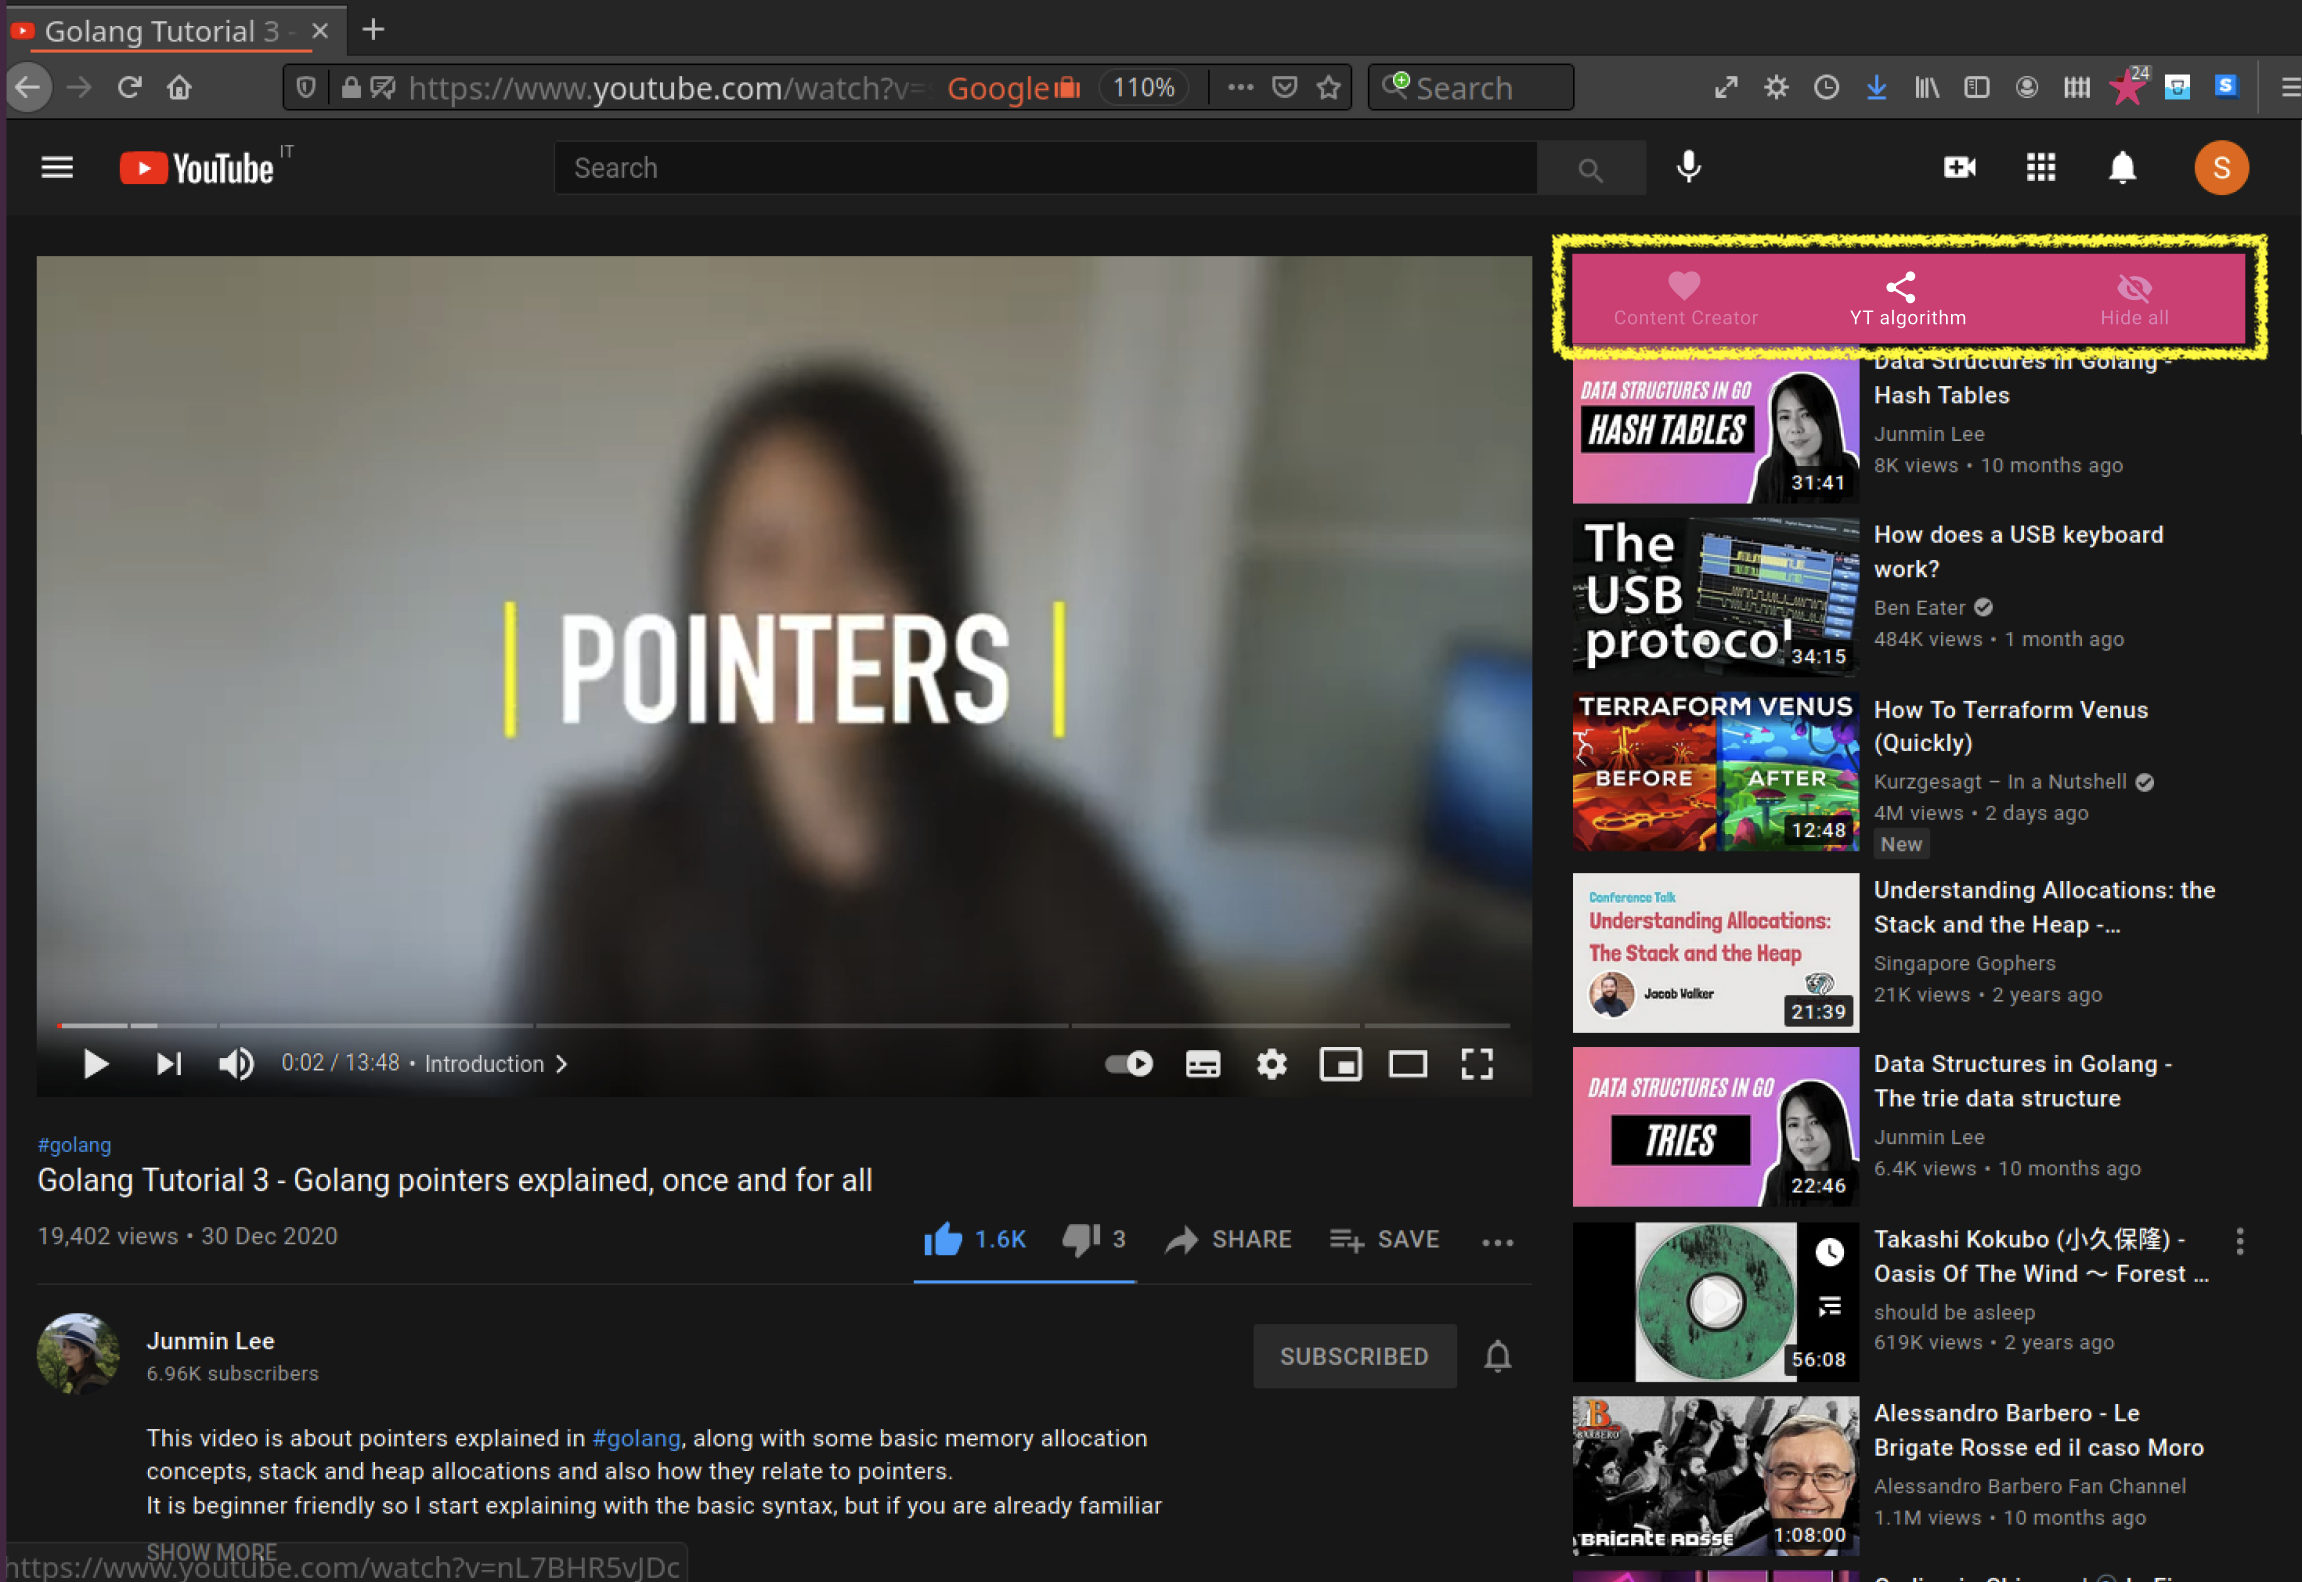 Golang Tutorial 3 -
https://www.youtube.com/watch?v=
Google
110%
Search
24
S
YouTube IT
Search
S
Content Creator
YT algorithm
Hide all
POINTERS
0:02 / 13:48 • Introduction
#golang
Golang Tutorial 3 - Golang pointers explained, once and for all
19,402 views • 30 Dec 2020
1.6K
3
SHARE
SAVE
Junmin Lee
6.96K subscribers
SUBSCRIBED
This video is about pointers explained in #golang, along with some basic memory allocation
concepts, stack and heap allocations and also how they relate to pointers.
It is beginner friendly so I start explaining with the basic syntax, but if you are already familiar
SHOW MORE
https://www.youtube.com/watch?v=nL7BHR5vJDc
DATA STRUCTURES IN GO
HASH TABLES
31:41
Data Structures in Golang -
Hash Tables
Junmin Lee
8K views • 10 months ago
The
USB
protocol
34:15
How does a USB keyboard
work?
Ben Eater
484K views • 1 month ago
TERRAFORM VENUS
BEFORE
AFTER
12:48
How To Terraform Venus
(Quickly)
Kurzgesagt – In a Nutshell
4M views • 2 days ago
New
Conference Talk
Understanding Allocations:
The Stack and the Heap
Jacob Walker
21:39
Understanding Allocations: the
Stack and the Heap -...
Singapore Gophers
21K views • 2 years ago
DATA STRUCTURES IN GO
TRIES
22:46
Data Structures in Golang -
The trie data structure
Junmin Lee
6.4K views • 10 months ago
56:08
Takashi Kokubo (小久保隆) -
Oasis Of The Wind ～ Forest ...
should be asleep
619K views • 2 years ago
B
BARBERO
BRIGATE ROSSE
1:08:00
Alessandro Barbero - Le
Brigate Rosse ed il caso Moro
Alessandro Barbero Fan Channel
1.1M views • 10 months ago